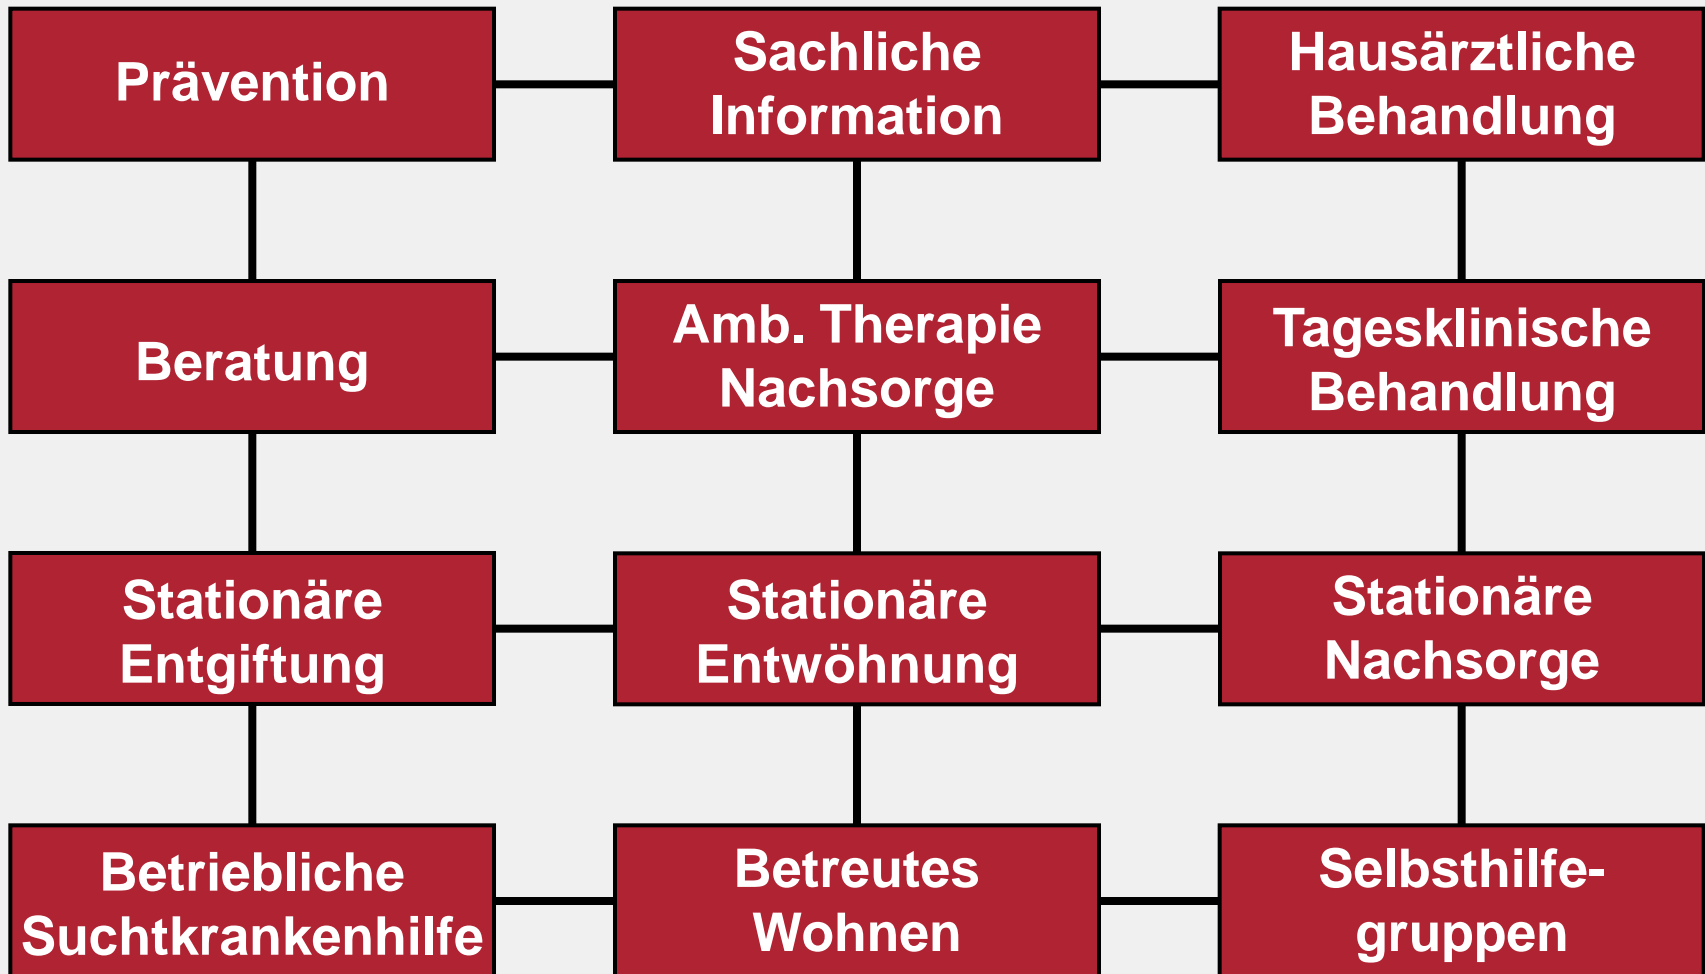 Prävention
Sachliche
Information
Hausärztliche
Behandlung
Beratung
Amb. Therapie
Nachsorge
Tagesklinische
Behandlung
Stationäre
Entgiftung
Stationäre
Entwöhnung
Stationäre
Nachsorge
Betriebliche
Suchtkrankenhilfe
Betreutes
Wohnen
Selbsthilfe-
gruppen